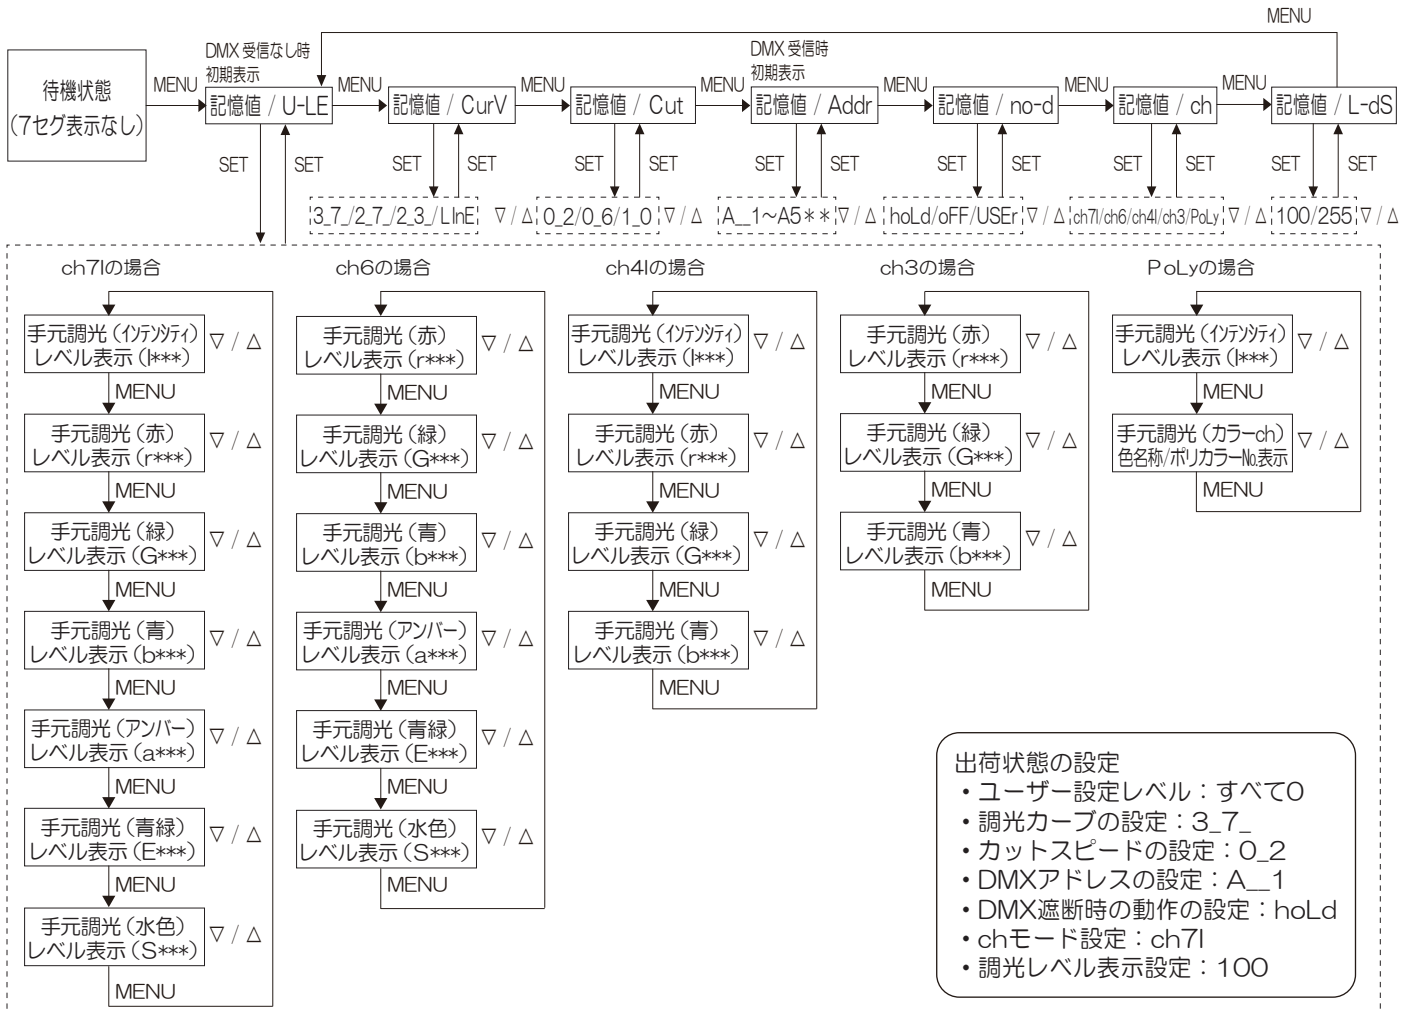 MENU
待機状態
(7セグ表示なし)
MENU
DMX 受信なし時
初期表示
記憶値 / U-LE
MENU
記憶値 / CurV
MENU
記憶値 / Cut
MENU
DMX 受信時
初期表示
記憶値 / Addr
MENU
記憶値 / no-d
MENU
記憶値 / ch
MENU
記憶値 / L-dS
SET SET SET SET SET SET SET SET SET SET SET SET SET SET
3_7_/2_7_/2_3_/LInE ▽/△
0_2/0_6/1_0 ▽/△
A__1~A5** ▽/△
hoLd/oFF/USEr ▽/△
ch7I/ch6/ch4I/ch3/PoLy ▽/△
100/255 ▽/△
ch7Iの場合
手元調光(インテンシティ)
レベル表示(I***)
▽/△
MENU
手元調光(赤)
レベル表示(r***)
▽/△
MENU
手元調光(緑)
レベル表示(G***)
▽/△
MENU
手元調光(青)
レベル表示(b***)
▽/△
MENU
手元調光(アンバー)
レベル表示(a***)
▽/△
MENU
手元調光(青緑)
レベル表示(E***)
▽/△
MENU
手元調光(水色)
レベル表示(S***)
▽/△
MENU
ch6の場合
手元調光(赤)
レベル表示(r***)
▽/△
MENU
手元調光(緑)
レベル表示(G***)
▽/△
MENU
手元調光(青)
レベル表示(b***)
▽/△
MENU
手元調光(アンバー)
レベル表示(a***)
▽/△
MENU
手元調光(青緑)
レベル表示(E***)
▽/△
MENU
手元調光(水色)
レベル表示(S***)
▽/△
MENU
ch4Iの場合
手元調光(インテンシティ)
レベル表示(I***)
▽/△
MENU
手元調光(赤)
レベル表示(r***)
▽/△
MENU
手元調光(緑)
レベル表示(G***)
▽/△
MENU
手元調光(青)
レベル表示(b***)
▽/△
MENU
ch3の場合
手元調光(赤)
レベル表示(r***)
▽/△
MENU
手元調光(緑)
レベル表示(G***)
▽/△
MENU
手元調光(青)
レベル表示(b***)
▽/△
MENU
PoLyの場合
手元調光(インテンシティ)
レベル表示(I***)
▽/△
MENU
手元調光(カラーch)
色名称/ポリカラー№表示
▽/△
MENU
出荷状態の設定
・ユーザー設定レベル：すべて0
・調光カーブの設定：3_7_
・カットスピードの設定：0_2
・DMXアドレスの設定：A__1
・DMX遮断時の動作の設定：hoLd
・chモード設定：ch7I
・調光レベル表示設定：100